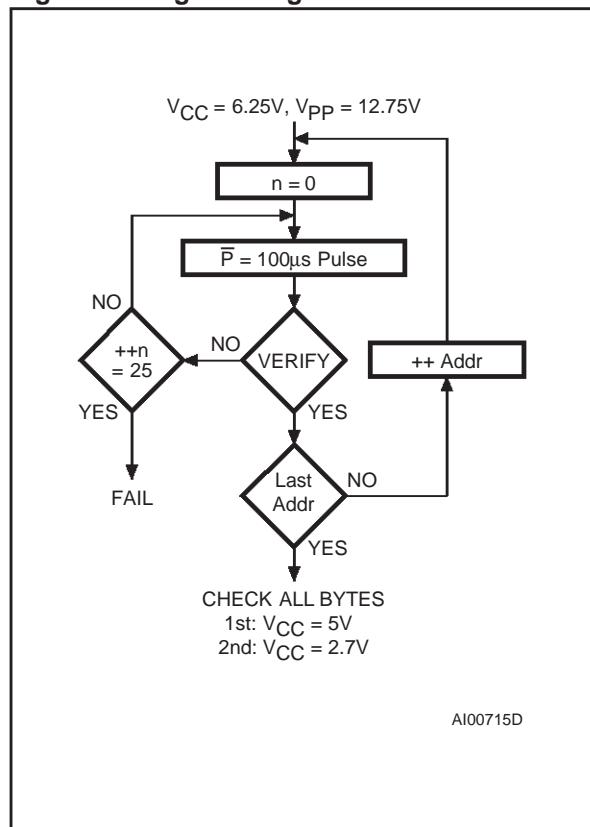 VCC = 6.25V, VPP = 12.75V
n = 0
P̅ = 100µs Pulse
NO
++n
= 25
NO
VERIFY
++ Addr
YES
YES
Last
Addr
NO
FAIL
YES
CHECK ALL BYTES
1st: VCC = 5V
2nd: VCC = 2.7V
AI00715D